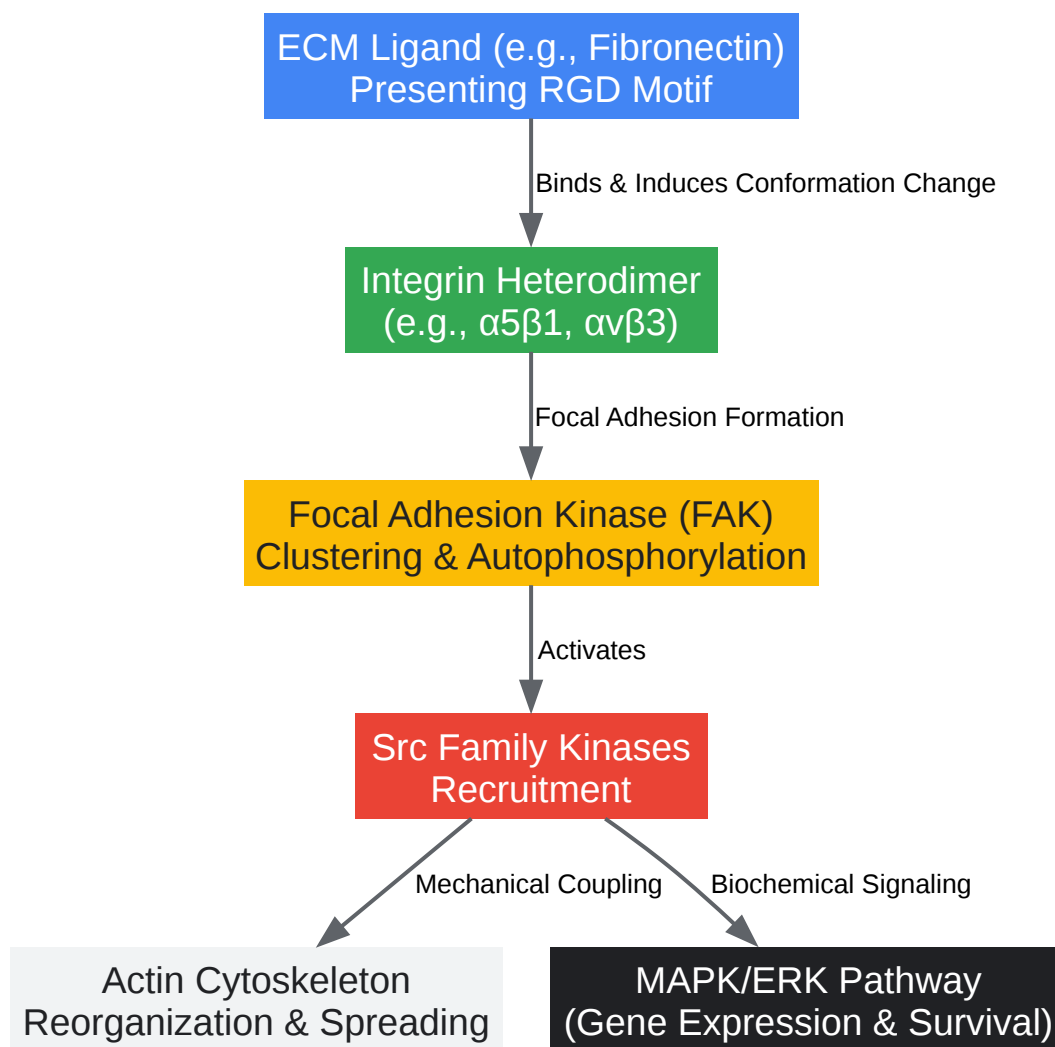 ECM Ligand (e.g., Fibronectin)
Presenting RGD Motif
Binds & Induces Conformation Change
Integrin Heterodimer
(e.g., α5β1, αvβ3)
Focal Adhesion Formation
Focal Adhesion Kinase (FAK)
Clustering & Autophosphorylation
Activates
Src Family Kinases
Recruitment
Mechanical Coupling
Biochemical Signaling
Actin Cytoskeleton
Reorganization & Spreading
MAPK/ERK Pathway
(Gene Expression & Survival)